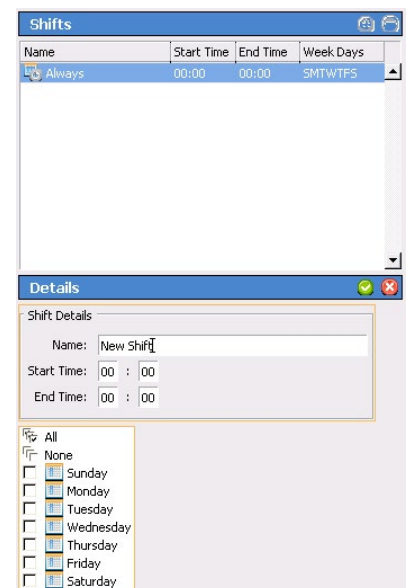 Shifts
Name Start Time End Time Week Days
Always 00:00 00:00 SMTWTFS
Details
Shift Details
Name: New Shift
Start Time: 00 : 00
End Time: 00 : 00
All
None
Sunday
Monday
Tuesday
Wednesday
Thursday
Friday
Saturday